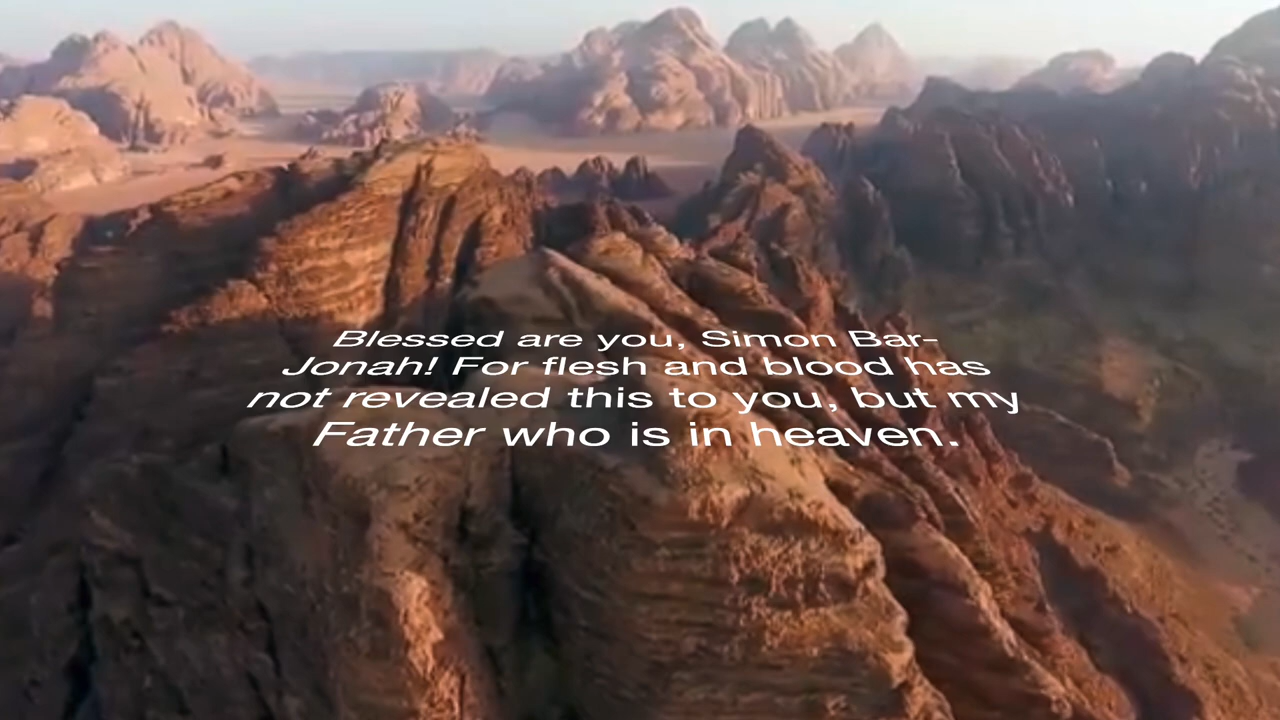 Blessed are you, Simon Bar-
Jonah! For flesh and blood has
not revealed this to you, but my
Father who is in heaven.